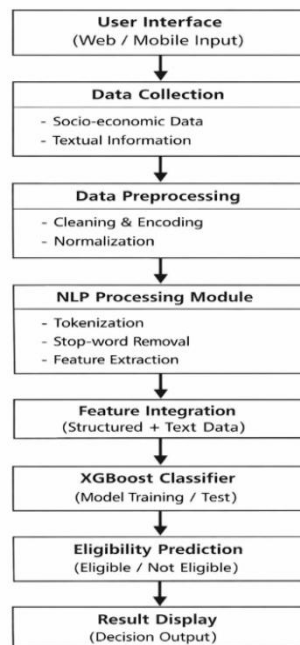 User Interface
(Web / Mobile Input)
Data Collection
- Socio-economic Data
- Textual Information
Data Preprocessing
- Cleaning & Encoding
- Normalization
NLP Processing Module
- Tokenization
- Stop-word Removal
- Feature Extraction
Feature Integration
(Structured + Text Data)
XGBoost Classifier
(Model Training / Test)
Eligibility Prediction
(Eligible / Not Eligible)
Result Display
(Decision Output)